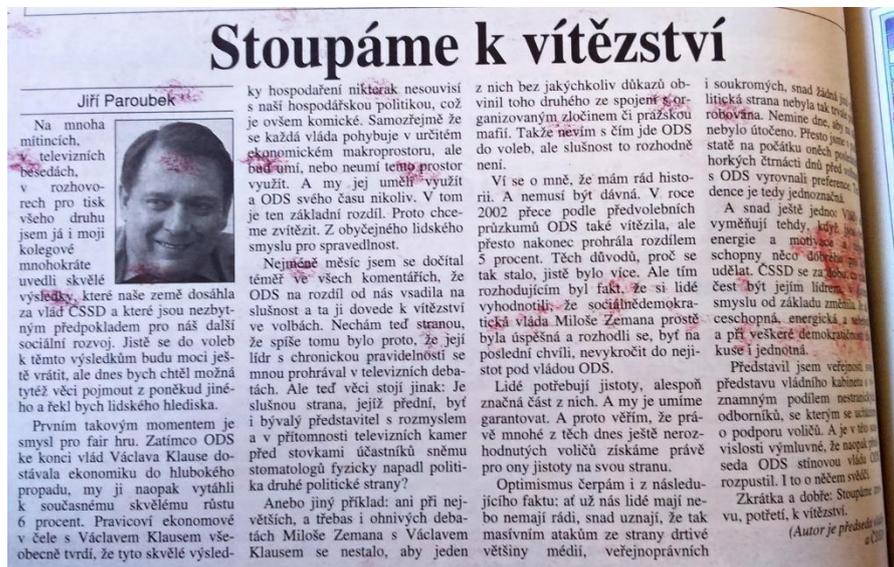 Stoupáme k vítězství
Jiří Paroubek
Na mnoha
mítincích,
v televizních
besedách,
v rozhovo-
rech pro tisk
všeho druhu
jsem já i moji
kolegové
mnohokráte
uvedli skvělé
výsledky, které naše země dosáhla
za vlád ČSSD a které jsou nezbyt-
ným předpokladem pro náš další
sociální rozvoj. Jistě se do voleb
k těmto výsledkům budu moci ješ-
tě vrátit, ale dnes bych chtěl možná
tytéž věci pojmout z poněkud jiné-
ho a řekl bych lidského hlediska.
Prvním takovým momentem je
smysl pro fair hru. Zatímco ODS
ke konci vlád Václava Klause do-
stávala ekonomiku do hlubokého
propadu, my ji naopak vytáhli
k současnému skvělému růstu
6 procent. Pravicoví ekonomové
v čele s Václavem Klausem vše-
obecně tvrdí, že tyto skvělé výsled-
ky hospodaření nikterak nesouvisí
s naší hospodářskou politikou, což
je ovšem komické. Samozřejmě že
se každá vláda pohybuje v určitém
ekonomickém makroprostoru, ale
buď umí, nebo neumí tento prostor
využít. A my jej uměli využít
a ODS svého času nikoliv. V tom
je ten základní rozdíl. Proto chce-
me zvítězit. Z obyčejného lidského
smyslu pro spravedlnost.
Nejméně měsíc jsem se dočítal
téměř ve všech komentářích, že
ODS na rozdíl od nás vsadila na
slušnost a ta ji dovede k vítězství
ve volbách. Nechám teď stranou,
že spíše tomu bylo proto, že její
lídr s chronickou pravidelností se
mnou prohrával v televizních deba-
tách. Ale teď věci stojí jinak: Je
slušnou strana, jejíž přední, byť
i bývalý představitel s rozmyslem
a v přítomnosti televizních kamer
před stovkami účastníků sněmu
stomatologů fyzicky napadl politi-
ka druhé politické strany?
Anebo jiný příklad: ani při nej-
větších, a třebas i ohnivých deba-
tách Miloše Zemana s Václavem
Klausem se nestalo, aby jeden
z nich bez jakýchkoliv důkazů ob-
vinil toho druhého ze spojení s or-
ganizovaným zločinem či pražskou
mafií. Takže nevím s čím jde ODS
do voleb, ale slušnost to rozhodně
není.
Ví se o mně, že mám rád histo-
rii. A nemusí být dávná. V roce
2002 přece podle předvolebních
průzkumů ODS také vítězila, ale
přesto nakonec prohrála rozdílem
5 procent. Těch důvodů, proč se
tak stalo, jistě bylo více. Ale tím
rozhodujícím byl fakt, že si lidé
vyhodnotili, že sociálnědemokra-
tická vláda Miloše Zemana prostě
byla úspěšná a rozhodli se, byť na
poslední chvíli, nevykročit do neji-
stot pod vládou ODS.
Lidé potřebují jistoty, alespoň
značná část z nich. A my je umíme
garantovat. A proto věřím, že prá-
vě mnohé z těch dnes ještě neroz-
hodnutých voličů získáme právě
pro ony jistoty na svou stranu.
Optimismus čerpám i z násle­du-
jícího faktu; ať už nás lidé mají ne-
bo nemají rádi, snad uznají, že tak
masívním atakům ze strany drtivé
většiny médií, veřejnoprávních
i soukromých, snad žádná
litická strana nebyla tak
robována. Nemine dne, aby na
nebylo útočeno. Přesto jsme
statě na počátku oněch
horkých čtrnácti dnů před
s ODS vyrovnali preference.
dence je tedy jednoznačná.
A snad ještě jedno:
vyměňují tehdy, když
energie a motivace
schopny něco dobrého
udělat. ČSSD se za
čest být jejím lídrem,
smyslu od základu změnila. Je
ceschopná, energická a
a při veškeré demokratičnosti
kuse i jednotná.
Představil jsem veřejnosti
představu vládního kabinetu
znamným podílem nestranických
odborníků, se kterým se
o podporu voličů. A je v této
vislosti výmluvné, že naopak
seda ODS stínovou vládu ODS
rozpustil. I to o něčem svědčí.
Zkrátka a dobře: Stoupáme
vu, potřetí, k vítězství.
(Autor je předseda
a ČSSD